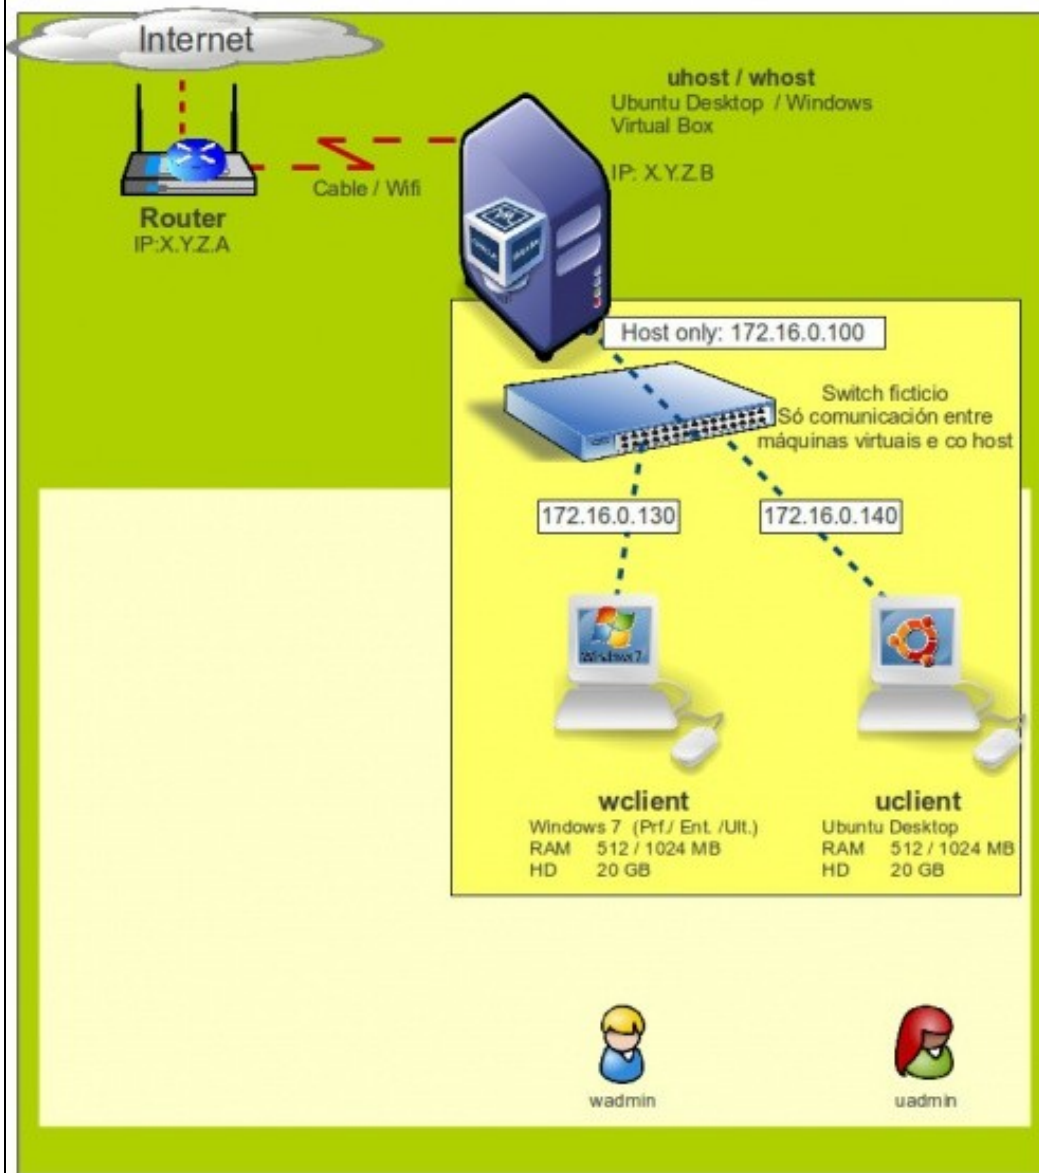 Internet
uhost / whost
Ubuntu Desktop / Windows
Virtual Box
IP: X.Y.Z.B
Cable / Wifi
Router
IP:X.Y.Z.A
Host only: 172.16.0.100
Switch ficticio
Só comunicación entre
máquinas virtuais e co host
172.16.0.130
172.16.0.140
Windows 7
wclient
Windows 7 (Prf./ Ent. /Ult.)
RAM 512 / 1024 MB
HD 20 GB
uclient
Ubuntu Desktop
RAM 512 / 1024 MB
HD 20 GB
wadmin
uadmin